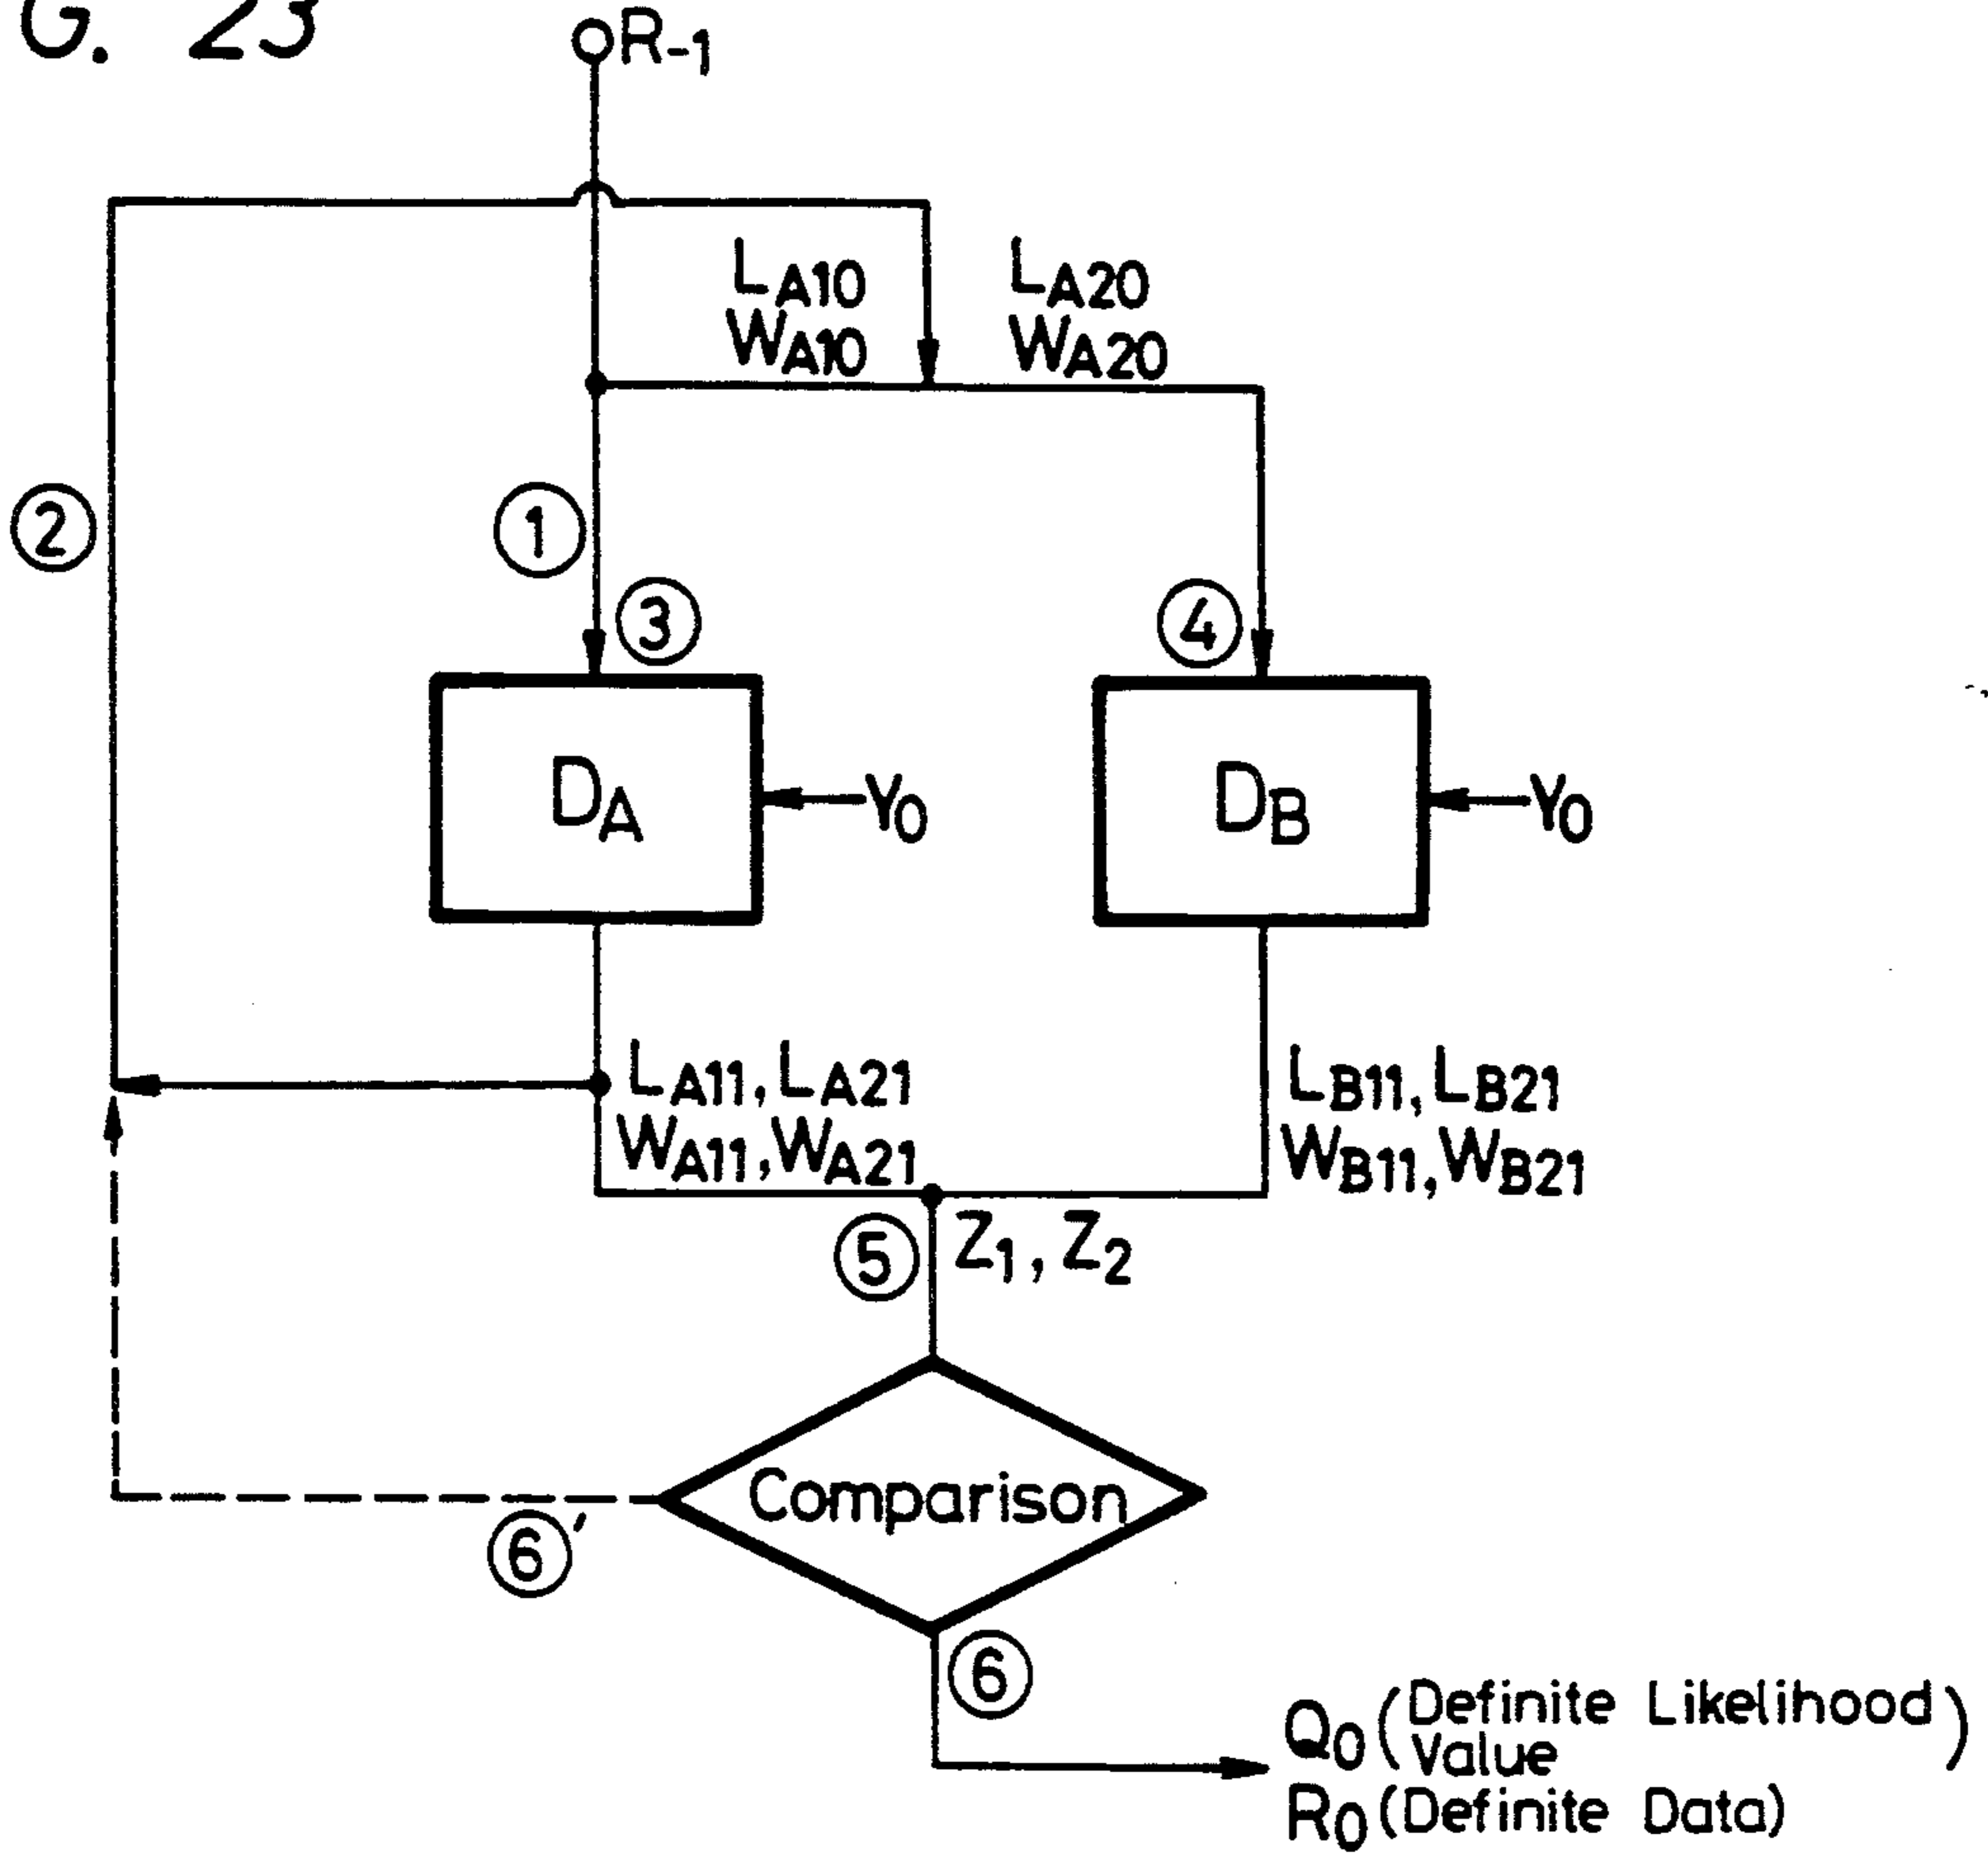 G. 23
R-1
LA10
WA10
LA20
WA20
②
①
③
④
DA
Y0
DB
Y0
LA11, LA21
WA11, WA21
LB11, LB21
WB11, WB21
⑤
Z1, Z2
Comparison
⑥′
⑥
Q0 (Definite Likelihood
Value)
R0 (Definite Data)